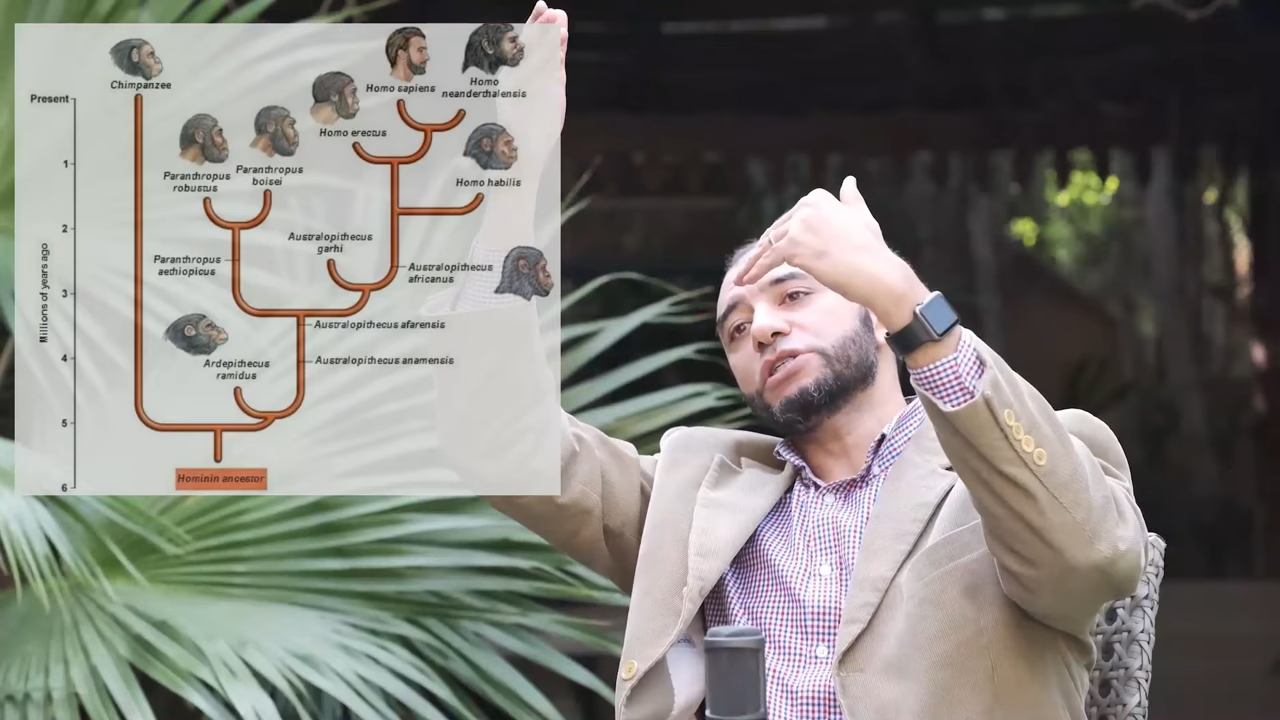 Chimpanzee
Homo sapiens
Homo
neanderthalensis
Present
Homo erectus
1
Paranthropus
robustus
Paranthropus
boisei
Homo habilis
2
Australopithecus
garhi
Paranthropus
aethiopicus
Australopithecus
africanus
3
Millions of years ago
Australopithecus afarensis
4
Ardepithecus
ramidus
Australopithecus anamensis
5
Hominin ancestor
6